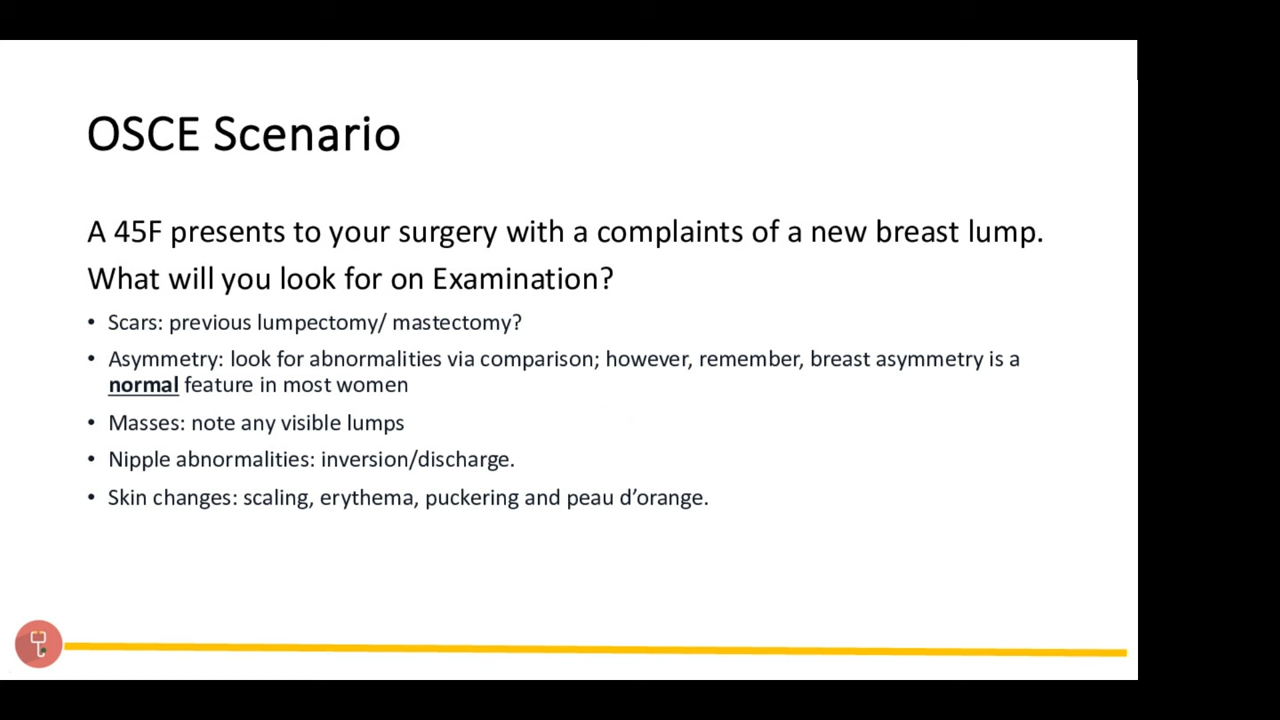 OSCE Scenario
A 45F presents to your surgery with a complaints of a new breast lump.
What will you look for on Examination?
• Scars: previous lumpectomy/ mastectomy?
• Asymmetry: look for abnormalities via comparison; however, remember, breast asymmetry is a
normal feature in most women
• Masses: note any visible lumps
• Nipple abnormalities: inversion/discharge.
• Skin changes: scaling, erythema, puckering and peau d’orange.